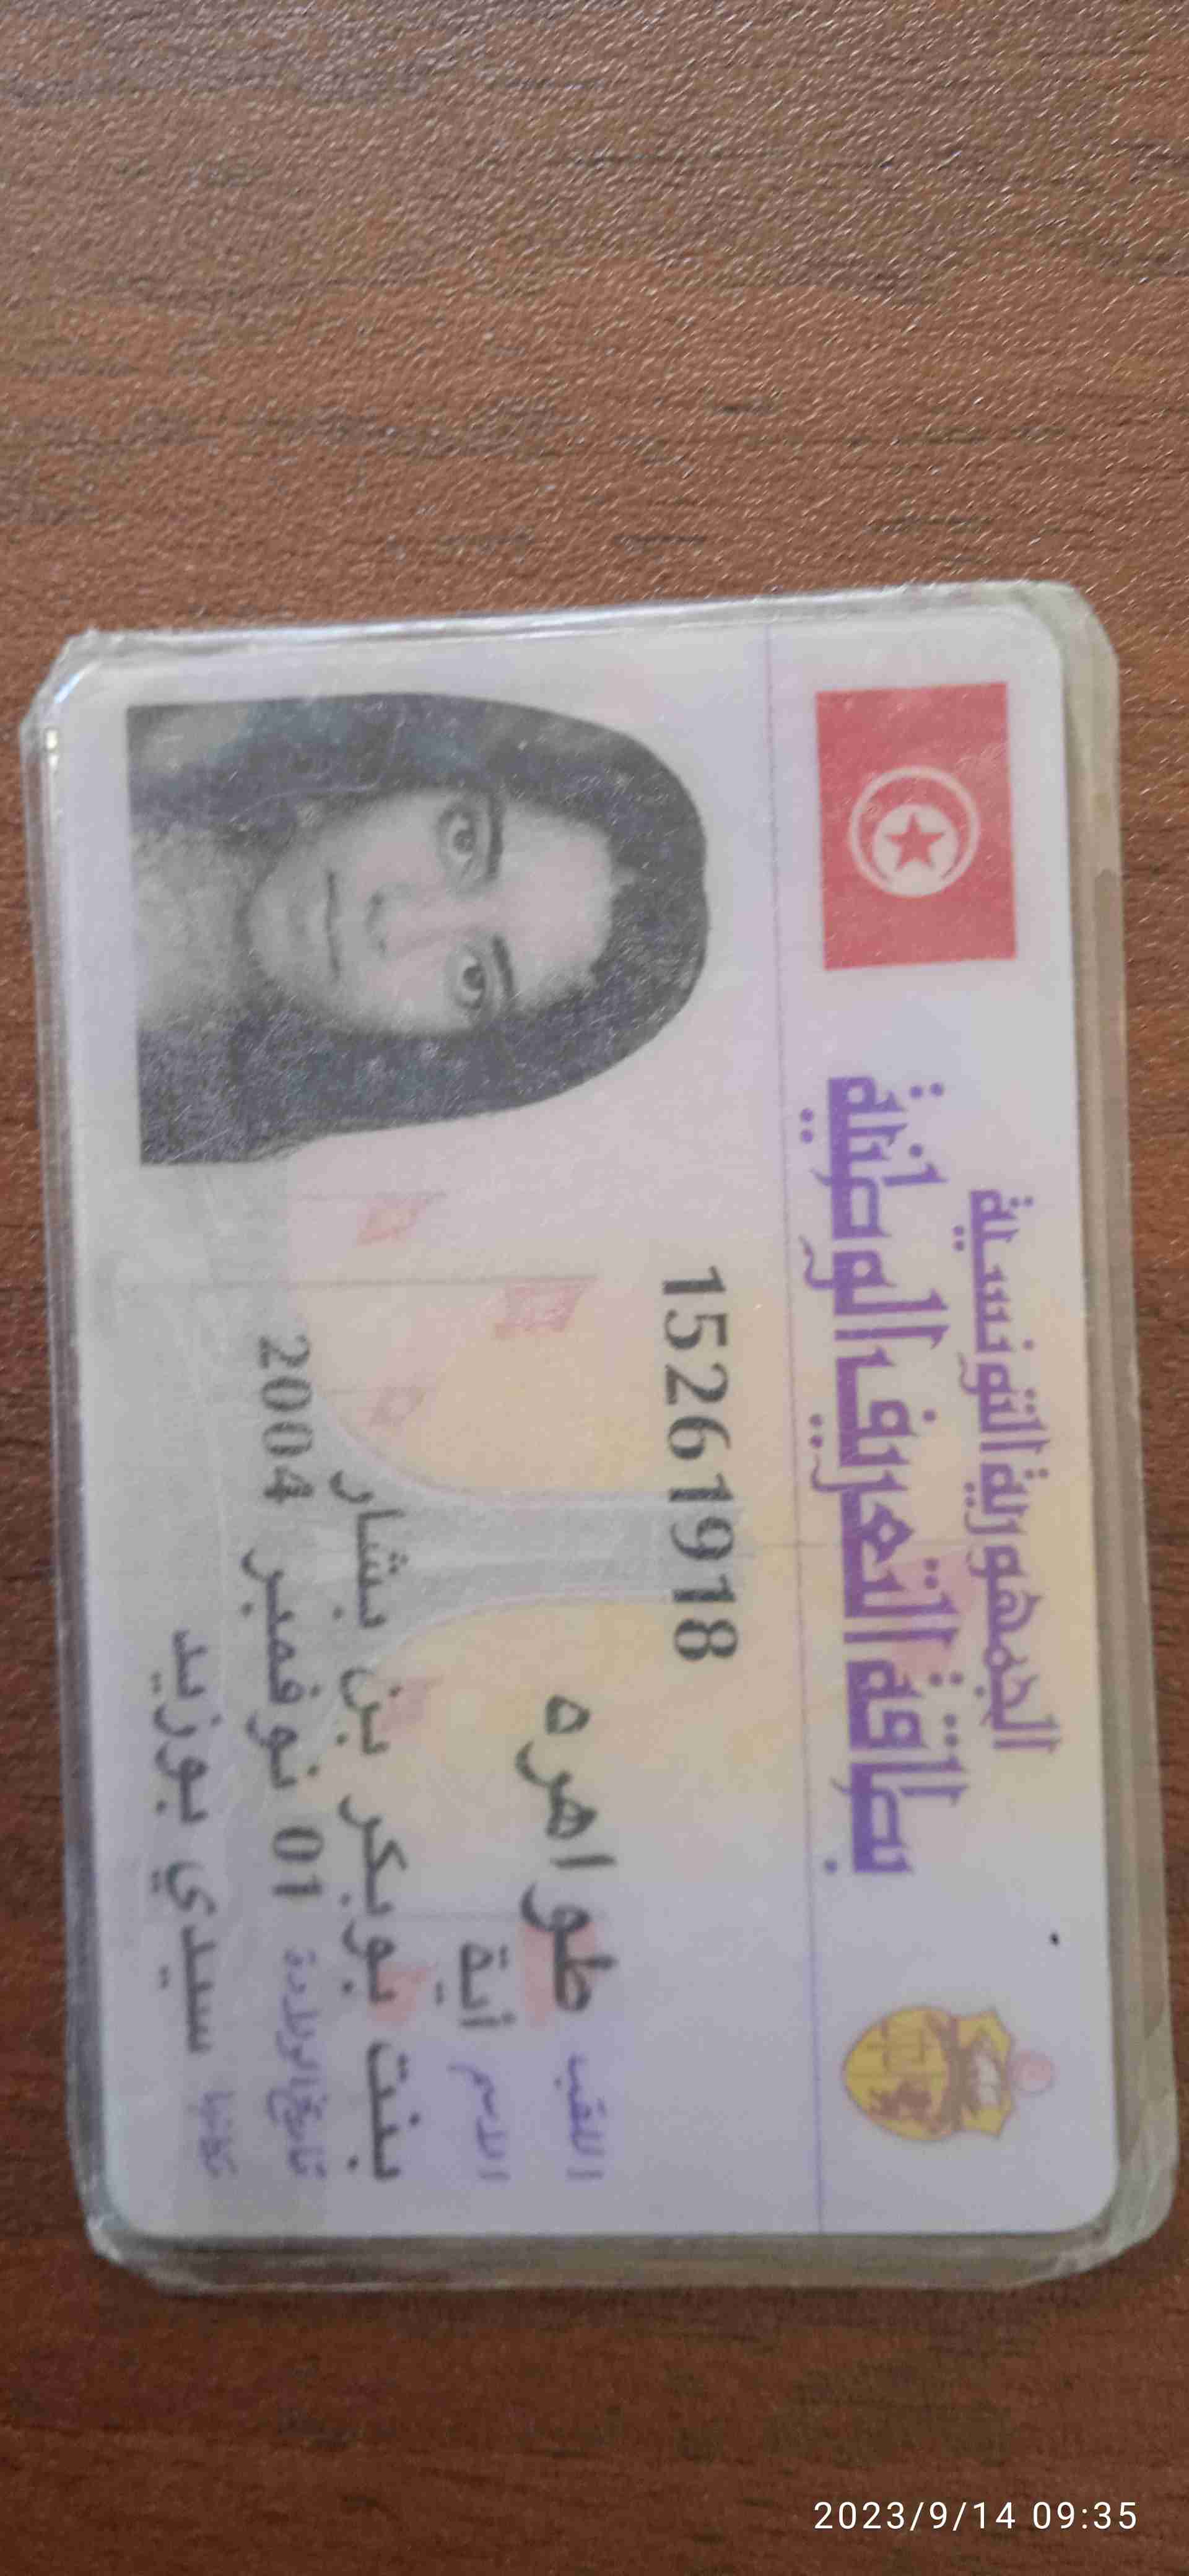 الجمهورية التونسية
بطاقة التعريف الوطنية
15261918
اللقب طواهره
الاسم آية
بنت بوبكر بن بشار
تاريخ الولادة 01 نوفمبر 2004
مكانها سيدي بوزيد
2023/9/14 09:35